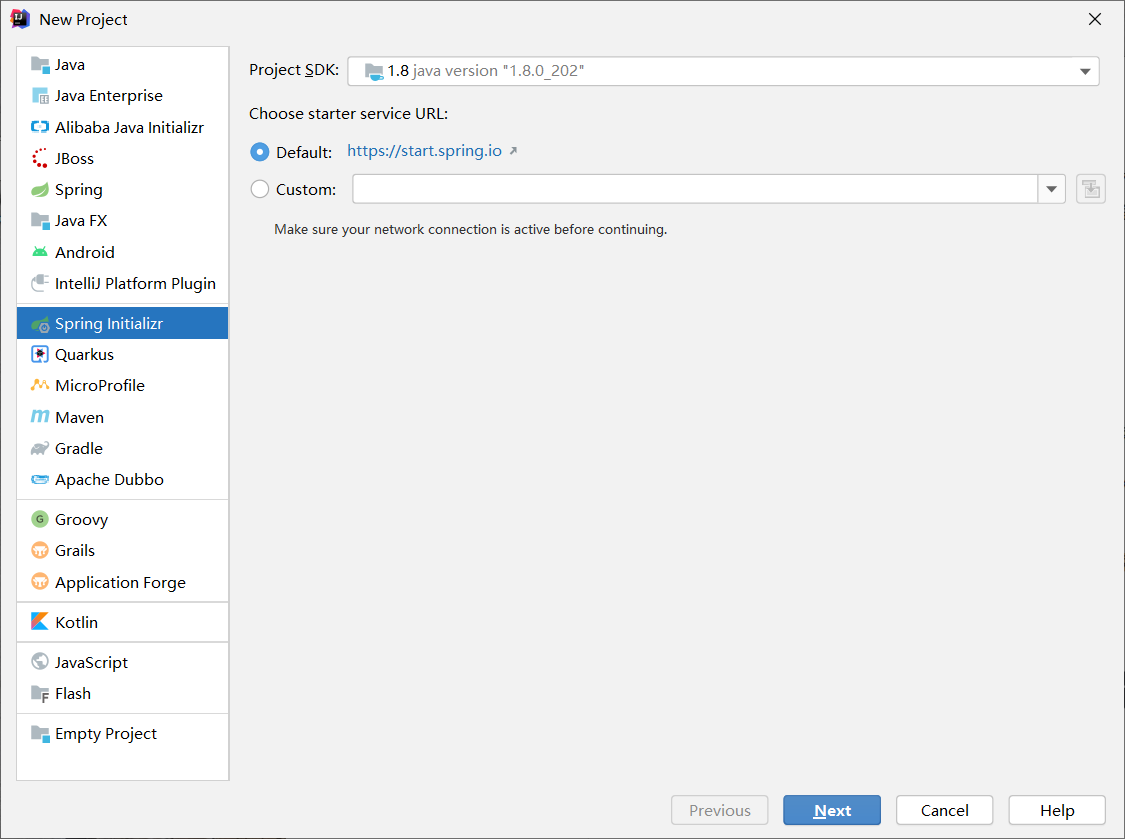 New Project
Java
Java Enterprise
Alibaba Java Initializr
JBoss
Spring
Java FX
Android
IntelliJ Platform Plugin
Spring Initializr
Quarkus
MicroProfile
Maven
Gradle
Apache Dubbo
Groovy
Grails
Application Forge
Kotlin
JavaScript
Flash
Empty Project
Project SDK: 1.8 java version "1.8.0_202"
Choose starter service URL:
Default: https://start.spring.io
Custom:
Make sure your network connection is active before continuing.
Previous Next Cancel Help